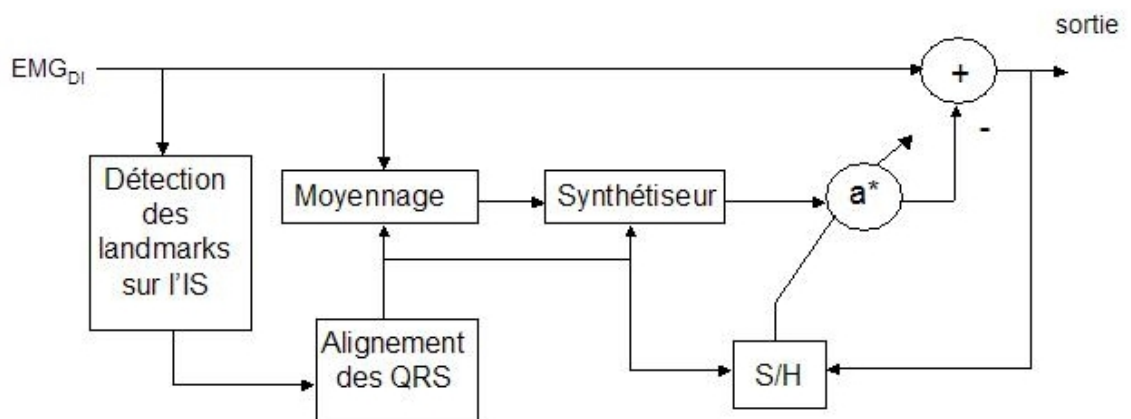 sortie
EMG_DI
+
-
Détection
des
landmarks
sur l'IS
Moyennage
Synthétiseur
a*
Alignement
des QRS
S/H